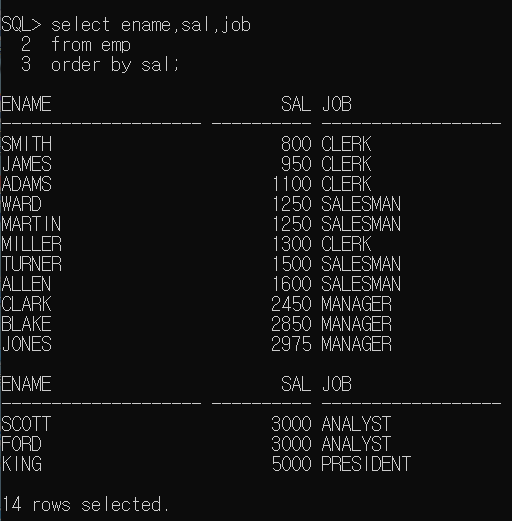 SQL> select ename,sal,job
  2  from emp
  3  order by sal;
ENAME                       SAL JOB
-------------------- ---------- ------------------
SMITH                       800 CLERK
JAMES                       950 CLERK
ADAMS                      1100 CLERK
WARD                       1250 SALESMAN
MARTIN                     1250 SALESMAN
MILLER                     1300 CLERK
TURNER                     1500 SALESMAN
ALLEN                      1600 SALESMAN
CLARK                      2450 MANAGER
BLAKE                      2850 MANAGER
JONES                      2975 MANAGER
ENAME                       SAL JOB
-------------------- ---------- ------------------
SCOTT                      3000 ANALYST
FORD                       3000 ANALYST
KING                       5000 PRESIDENT
14 rows selected.